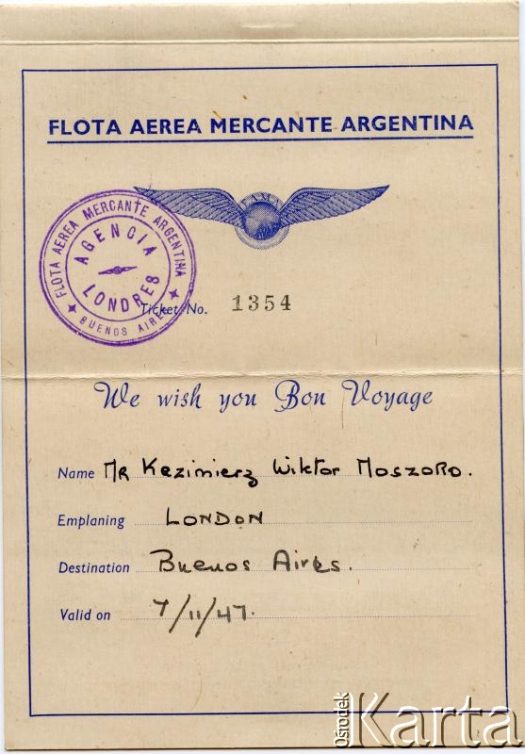 FLOTA AEREA MERCANTE ARGENTINA
FAMA
FLOTA AEREA MERCANTE ARGENTINA
AGENCIA
LONDRES
BUENOS AIRES
Ticket No. 1354
We wish you Bon Voyage
Name MR Kazimierz Wiktor Moszoro.
Emplaning LONDON
Destination Buenos Aires.
Valid on 7/11/47.
Ośrodek
Karta